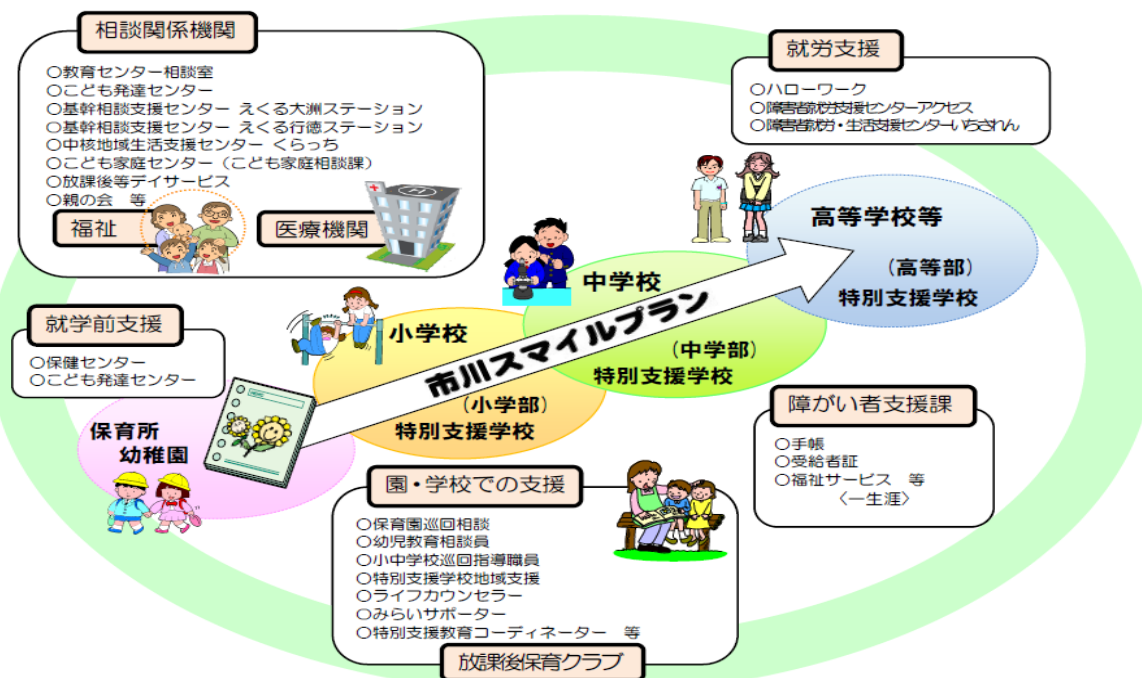 相談関係機関
○教育センター相談室
○こども発達センター
○基幹相談支援センター えくる大洲ステーション
○基幹相談支援センター えくる行徳ステーション
○中核地域生活支援センター くらっち
○こども家庭センター（こども家庭相談課）
○放課後等デイサービス
○親の会 等
福祉
医療機関
H
就労支援
○ハローワーク
○障害者就労支援センターアクセス
○障害者就労・生活支援センターいちされん
高等学校等
（高等部）
特別支援学校
中学校
（中学部）
特別支援学校
市川スマイルプラン
小学校
（小学部）
特別支援学校
就学前支援
○保健センター
○こども発達センター
保育所
幼稚園
障がい者支援課
○手帳
○受給者証
○福祉サービス 等
〈一生涯〉
園・学校での支援
○保育園巡回相談
○幼児教育相談員
○小中学校巡回指導職員
○特別支援学校地域支援
○ライフカウンセラー
○みらいサポーター
○特別支援教育コーディネーター 等
放課後保育クラブ